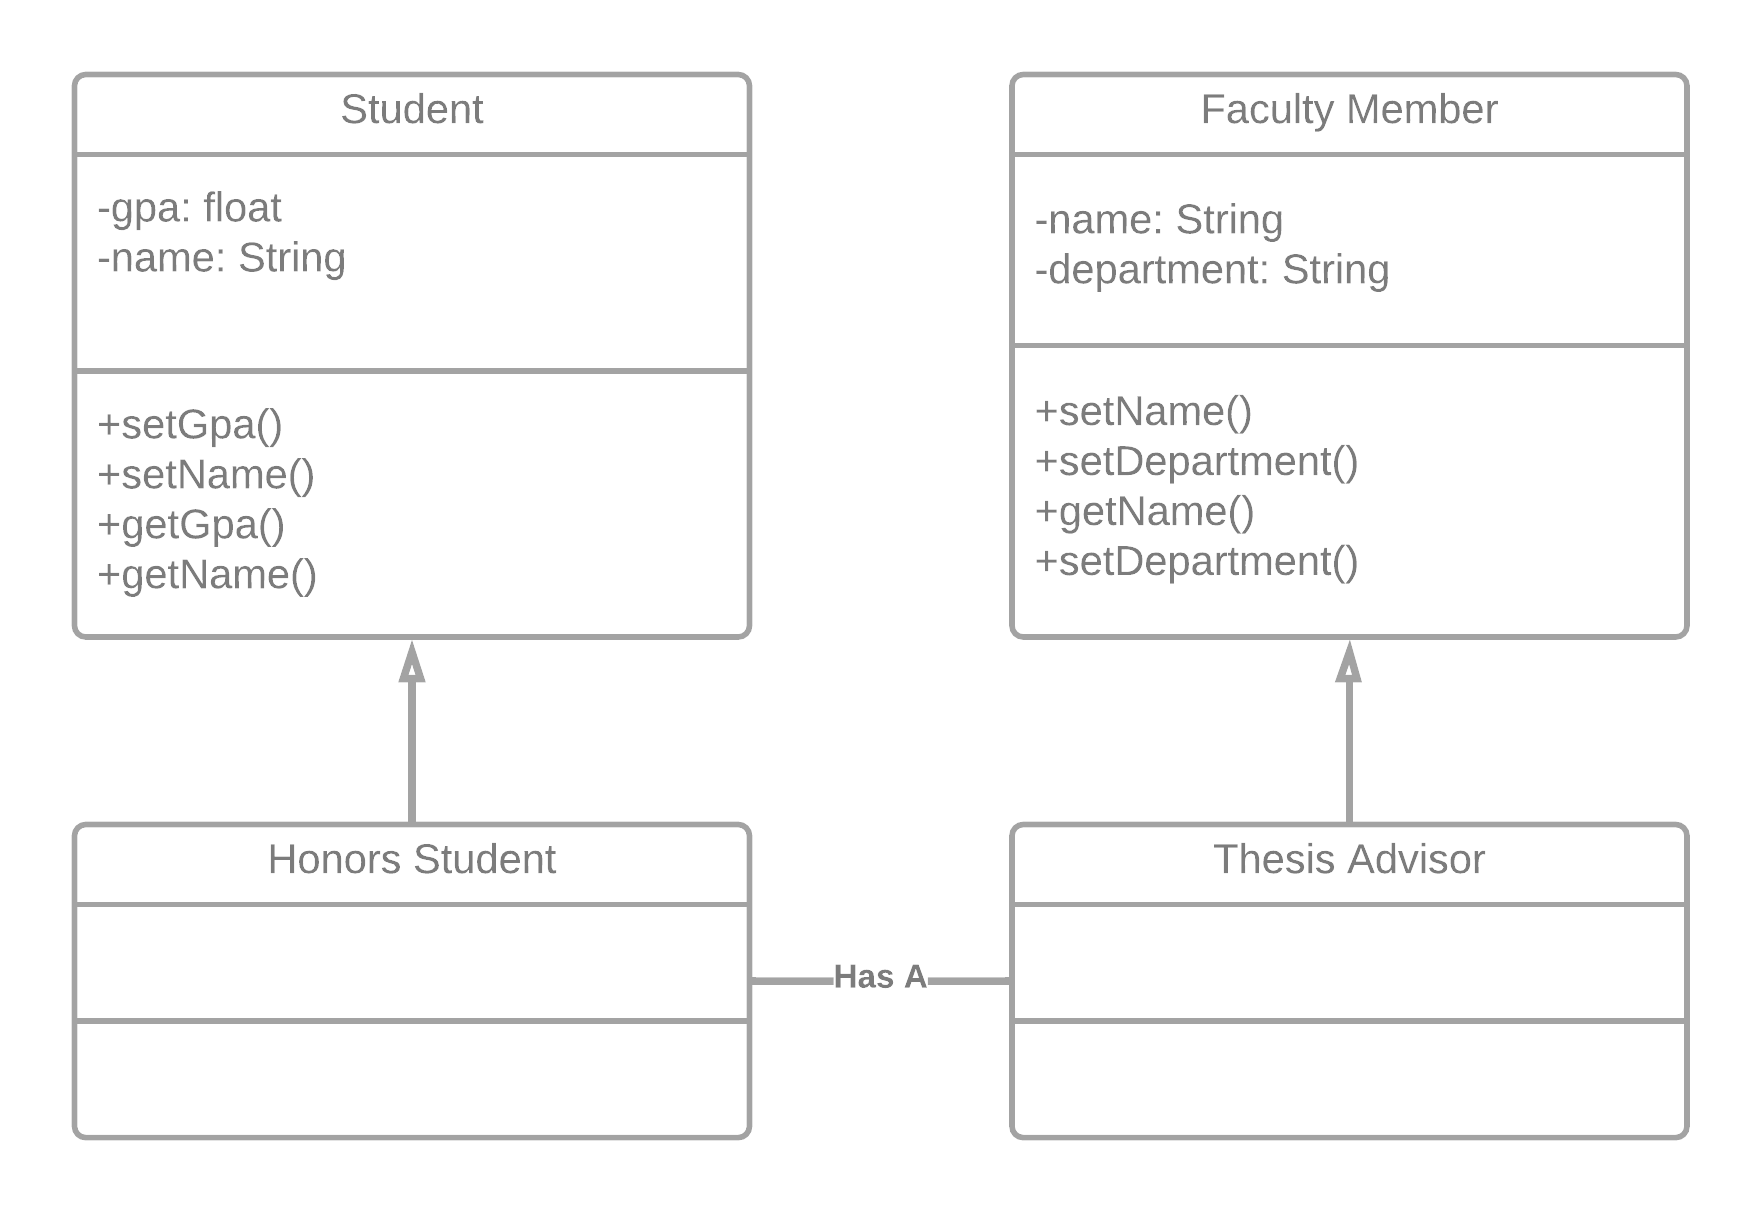 Student
-gpa: float
-name: String
+setGpa()
+setName()
+getGpa()
+getName()
Faculty Member
-name: String
-department: String
+setName()
+setDepartment()
+getName()
+setDepartment()
Honors Student
Has A
Thesis Advisor